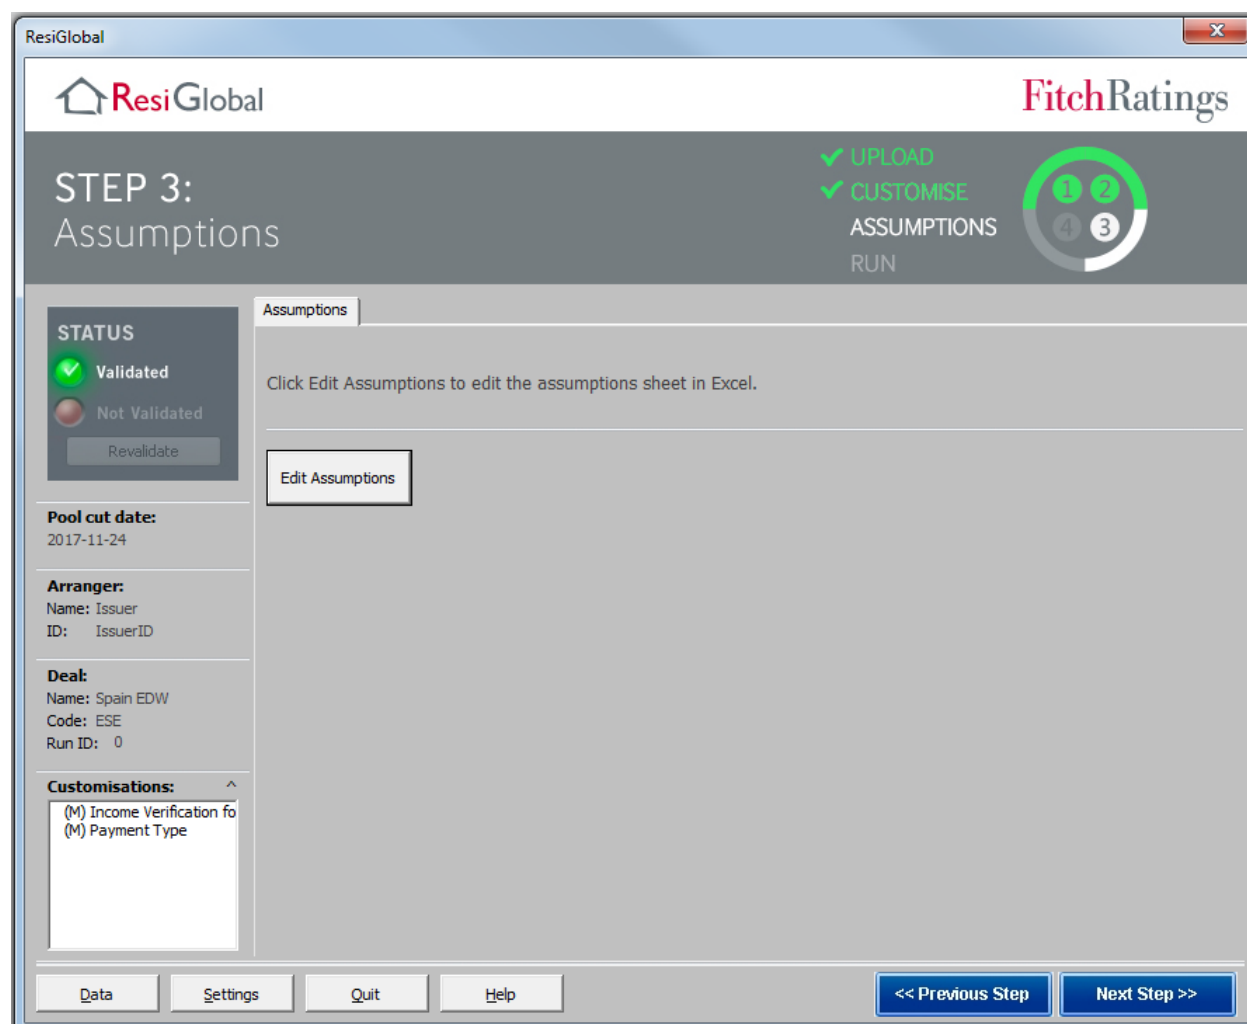 ResiGlobal
ResiGlobal
FitchRatings
STEP 3:
Assumptions
UPLOAD
CUSTOMISE
ASSUMPTIONS
RUN
1 2
4 3
STATUS
Validated
Not Validated
Revalidate
Pool cut date:
2017-11-24
Arranger:
Name: Issuer
ID: IssuerID
Deal:
Name: Spain EDW
Code: ESE
Run ID: 0
Customisations: ^
(M) Income Verification fo
(M) Payment Type
Assumptions
Click Edit Assumptions to edit the assumptions sheet in Excel.
Edit Assumptions
Data Settings Quit Help << Previous Step Next Step >>